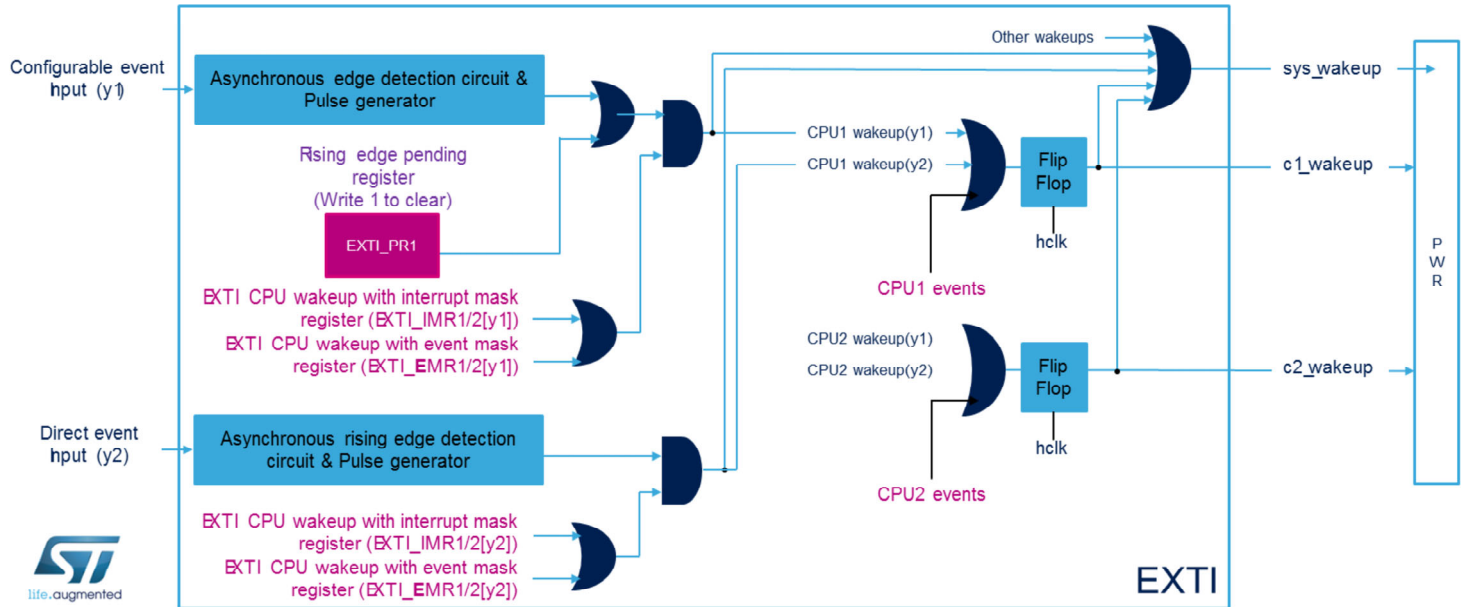 Other wakeups
Configurable event
Input (y1)
Asynchronous edge detection circuit &
Pulse generator
sys_wakeup
Rising edge pending
register
(Write 1 to clear)
EXTI_PR1
CPU1 wakeup(y1)
CPU1 wakeup(y2)
Flip
Flop
hclk
CPU1 events
c1_wakeup
P
W
R
EXTI CPU wakeup with interrupt mask
register (EXTI_IMR1/2[y1])
EXTI CPU wakeup with event mask
register (EXTI_EMR1/2[y1])
CPU2 wakeup(y1)
CPU2 wakeup(y2)
Flip
Flop
hclk
CPU2 events
c2_wakeup
Direct event
Input (y2)
Asynchronous rising edge detection
circuit & Pulse generator
EXTI CPU wakeup with interrupt mask
register (EXTI_IMR1/2[y2])
EXTI CPU wakeup with event mask
register (EXTI_EMR1/2[y2])
EXTI
ST
life.augmented